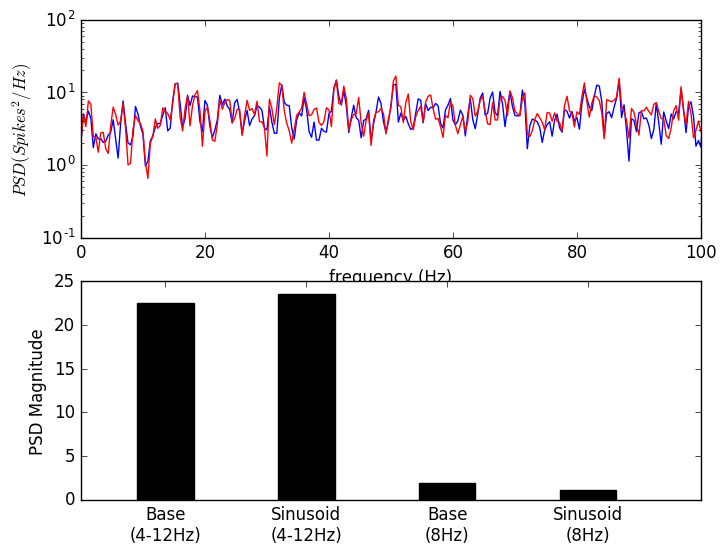 10^2
10^1
10^0
10^-1
PSD(Spikes^2/Hz)
0 20 40 60 80 100
frequency (Hz)
25
20
15
10
5
0
PSD Magnitude
Base Sinusoid Base Sinusoid
(4-12Hz) (4-12Hz) (8Hz) (8Hz)